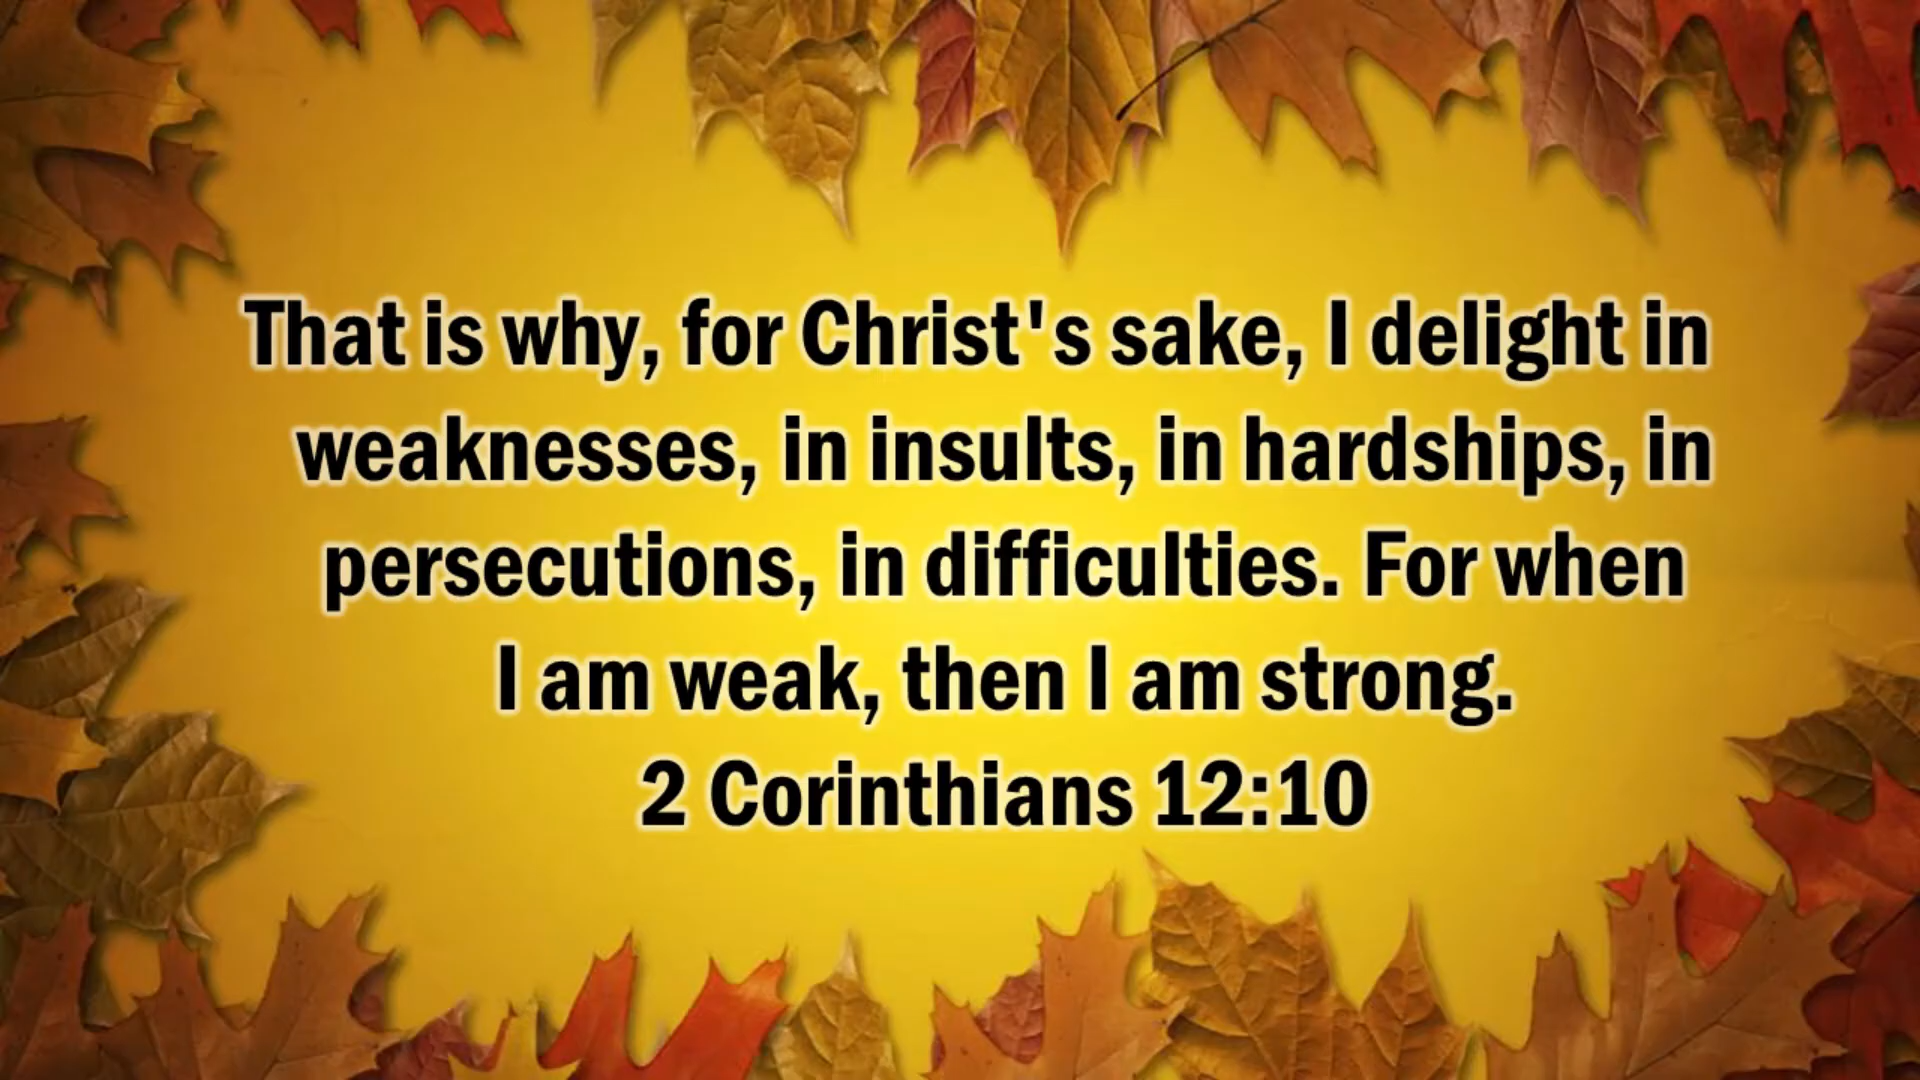 That is why, for Christ's sake, I delight in
weaknesses, in insults, in hardships, in
persecutions, in difficulties. For when
I am weak, then I am strong.
2 Corinthians 12:10